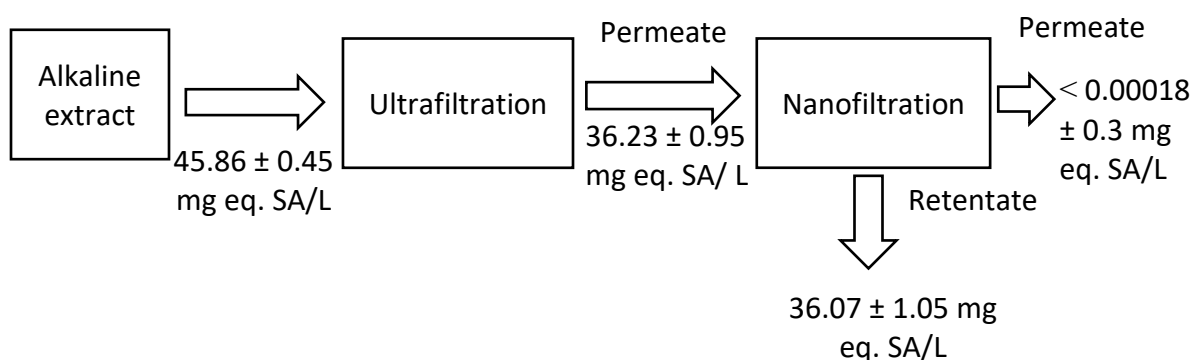 Alkaline
extract
45.86 ± 0.45
mg eq. SA/L
Ultrafiltration
Permeate
36.23 ± 0.95
mg eq. SA/ L
Nanofiltration
Permeate
< 0.00018
± 0.3 mg
eq. SA/L
Retentate
36.07 ± 1.05 mg
eq. SA/L